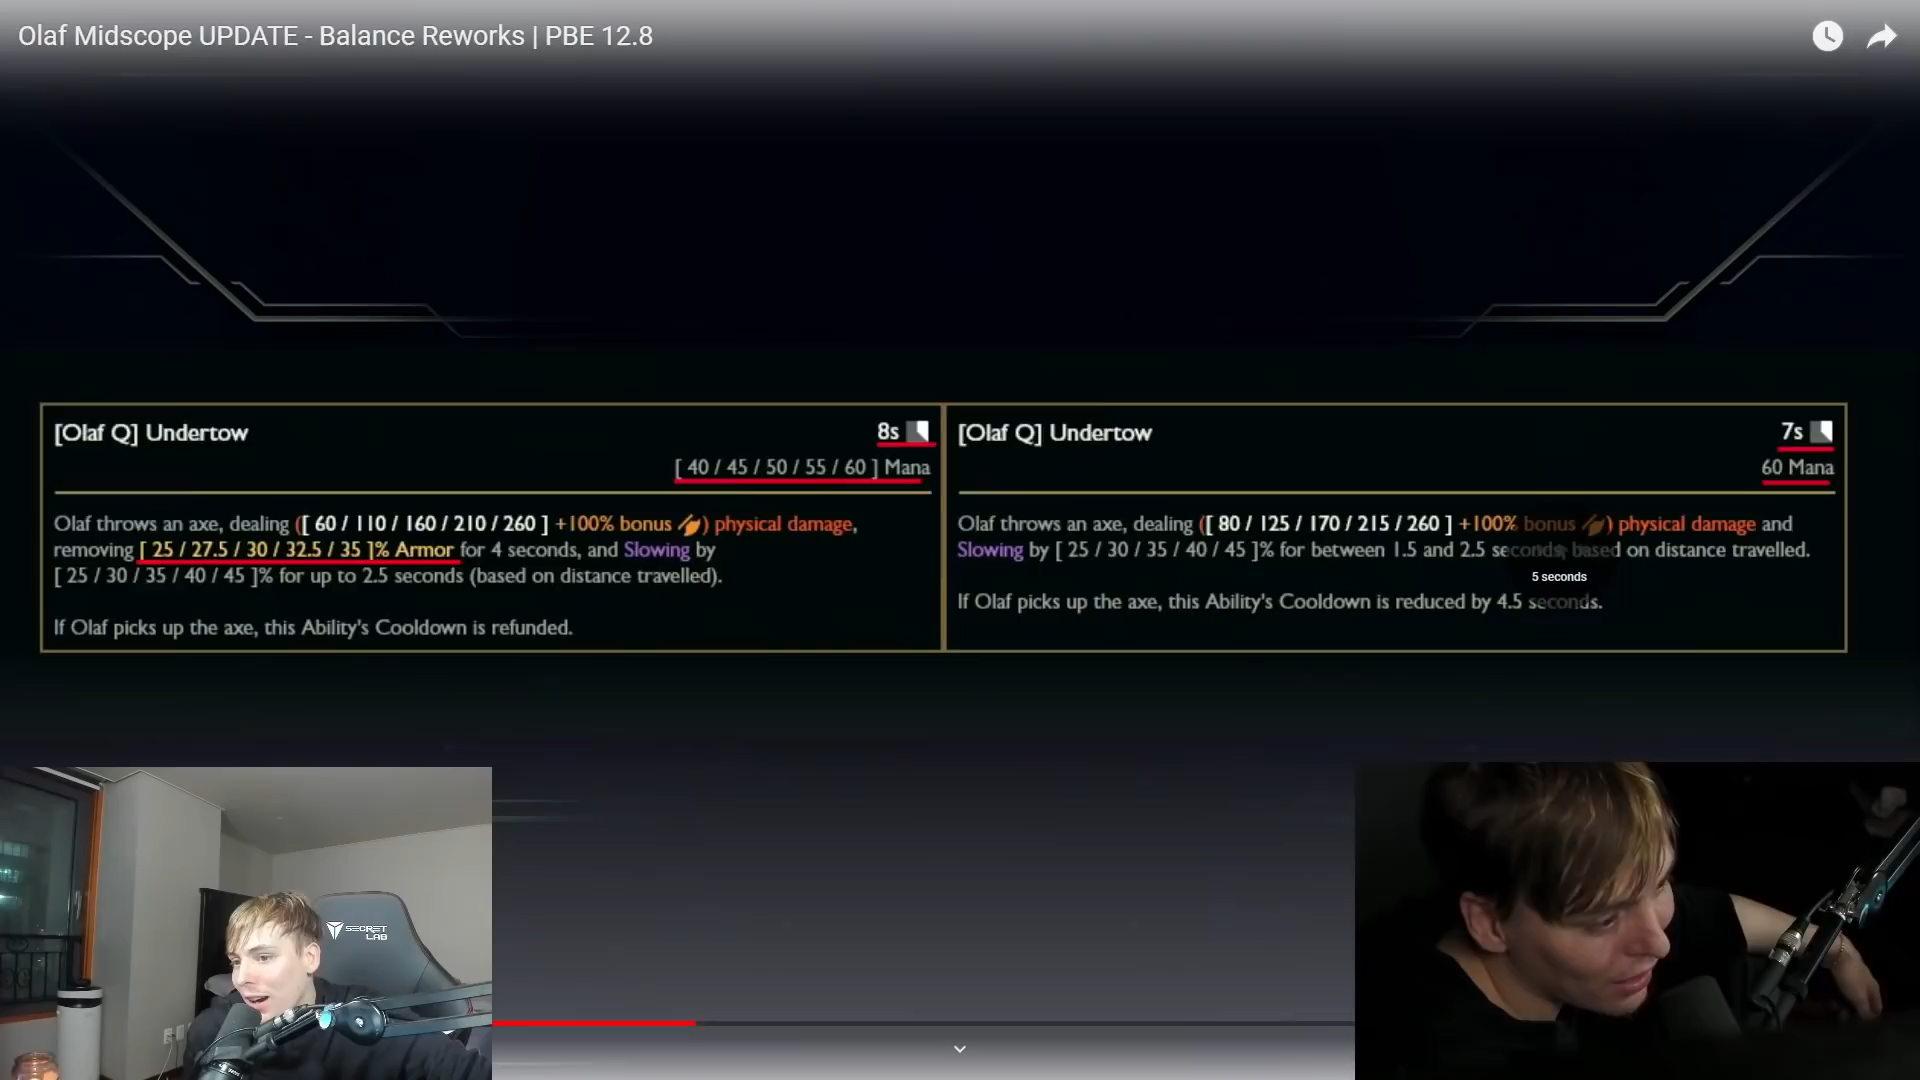 Olaf Midscope UPDATE - Balance Reworks | PBE 12.8
[Olaf Q] Undertow
8s
[ 40 / 45 / 50 / 55 / 60 ] Mana
Olaf throws an axe, dealing ([ 60 / 110 / 160 / 210 / 260 ] +100% bonus ) physical damage,
removing [ 25 / 27.5 / 30 / 32.5 / 35 ]% Armor for 4 seconds, and Slowing by
[ 25 / 30 / 35 / 40 / 45 ]% for up to 2.5 seconds (based on distance travelled).
If Olaf picks up the axe, this Ability's Cooldown is refunded.
[Olaf Q] Undertow
7s
60 Mana
Olaf throws an axe, dealing ([ 80 / 125 / 170 / 215 / 260 ] +100% bonus ) physical damage and
Slowing by [ 25 / 30 / 35 / 40 / 45 ]% for between 1.5 and 2.5 seconds based on distance travelled.
5 seconds
If Olaf picks up the axe, this Ability's Cooldown is reduced by 4.5 seconds.
SECRET
LAB